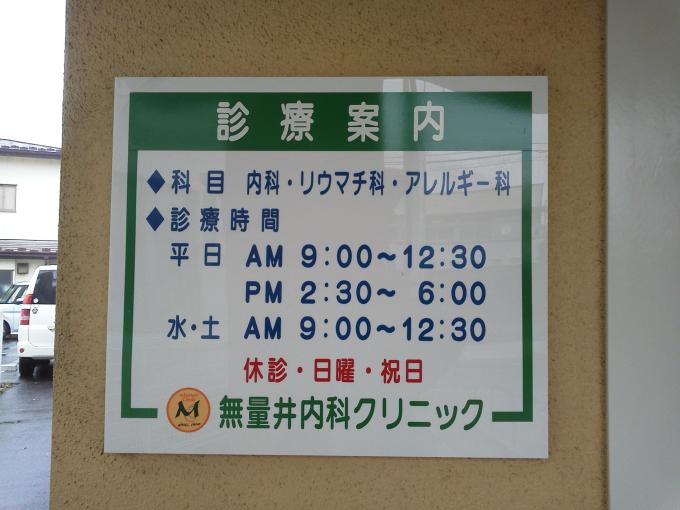 診療案内
◆科目 内科・リウマチ科・アレルギー科
◆診療時間
平日 AM 9:00～12:30
PM 2:30～ 6:00
水・土 AM 9:00～12:30
休診・日曜・祝日
M
無量井内科クリニック